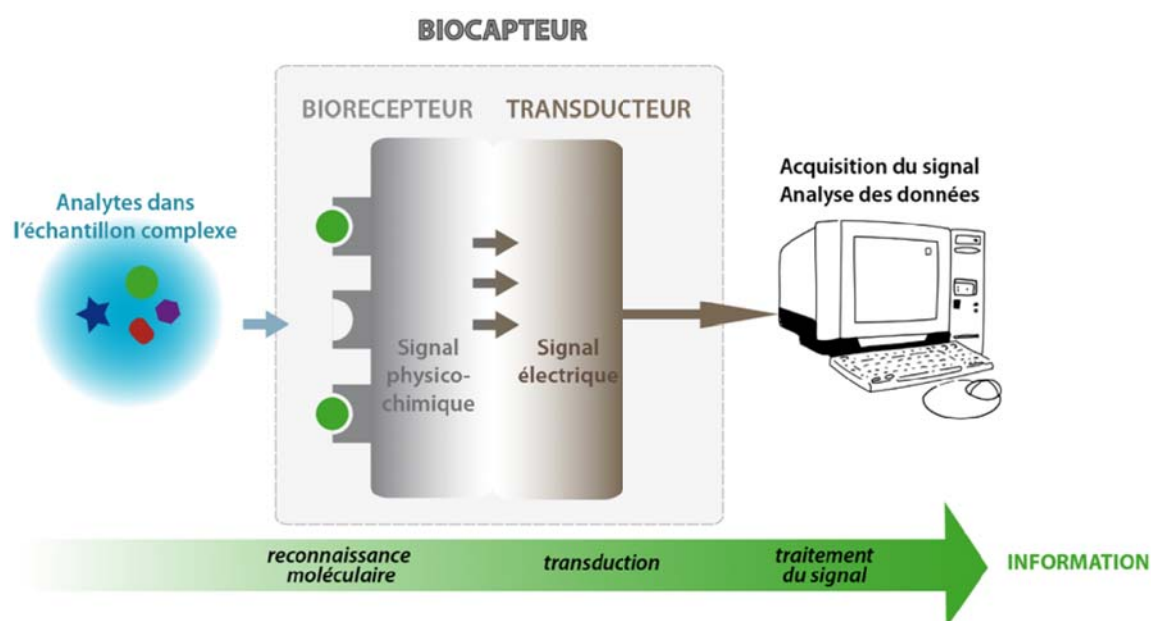 BIOCAPTEUR
BIORECEPTEUR
TRANSDUCTEUR
Analytes dans
l'échantillon complexe
Signal
physico-
chimique
Signal
électrique
Acquisition du signal
Analyse des données
reconnaissance
moléculaire
transduction
traitement
du signal
INFORMATION